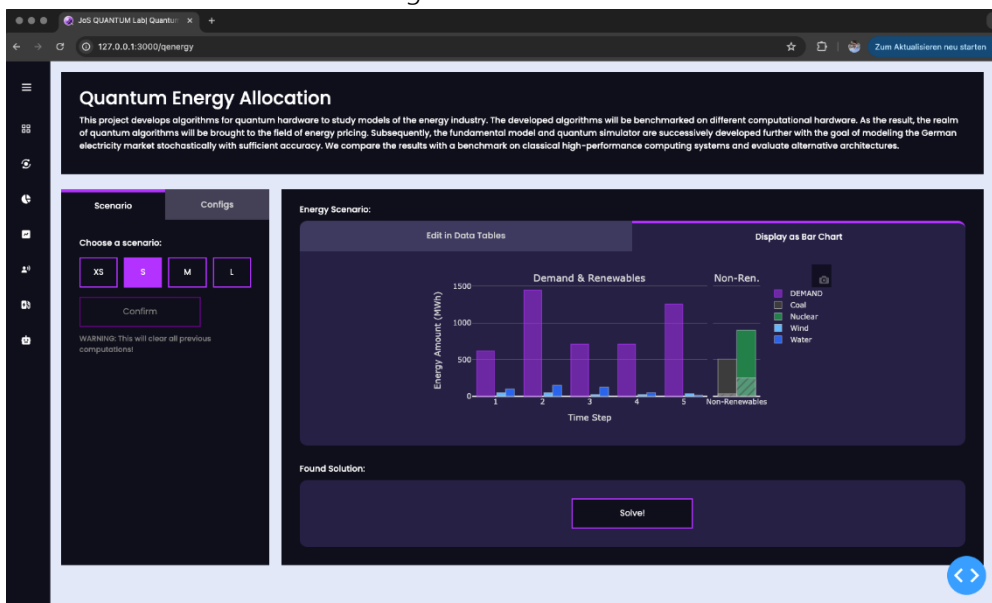 JoS QUANTUM Lab| Quantum
127.0.0.1:3000/qenergy
Zum Aktualisieren neu starten
Quantum Energy Allocation
This project develops algorithms for quantum hardware to study models of the energy industry. The developed algorithms will be benchmarked on different computational hardware. As the result, the realm
of quantum algorithms will be brought to the field of energy pricing. Subsequently, the fundamental model and quantum simulator are successively developed further with the goal of modeling the German
electricity market stochastically with sufficient accuracy. We compare the results with a benchmark on classical high-performance computing systems and evaluate alternative architectures.
Scenario
Configs
Choose a scenario:
XS
S
M
L
Confirm
WARNING: This will clear all previous
computations!
Energy Scenario:
Edit in Data Tables
Display as Bar Chart
Demand & Renewables
Non-Ren.
Energy Amount (MWh)
1500
1000
500
0
1
2
3
4
5
Non-Renewables
Time Step
DEMAND
Coal
Nuclear
Wind
Water
Found Solution:
Solve!